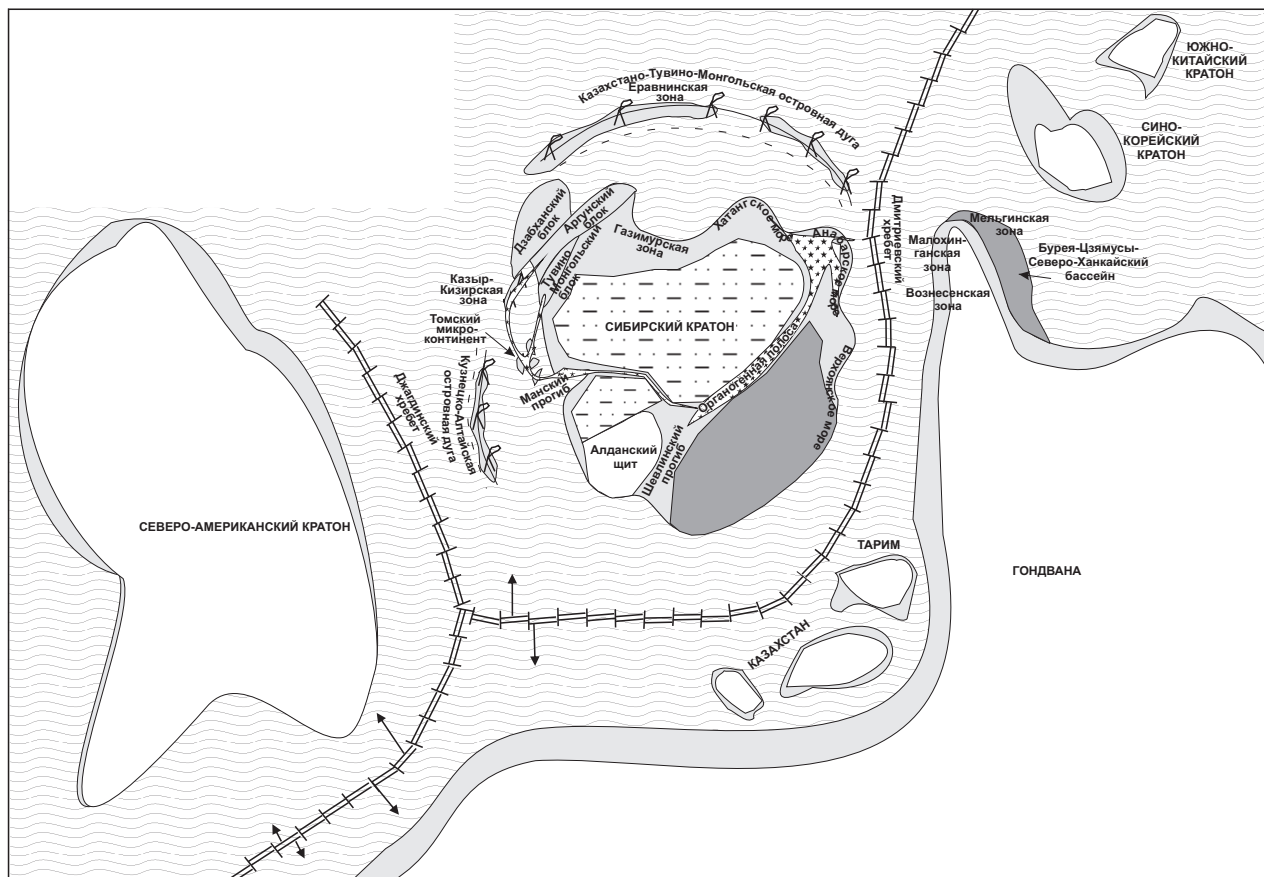 ЮЖНО-
КИТАЙСКИЙ
КРАТОН
СИНО-
КОРЕЙСКИЙ
КРАТОН
Казахстано-Тувино-Монгольская островная дуга
Еравнинская
зона
Дзабханский
блок
Аргунский
блок
Тувино-
Монгольский
блок
Газимурская
зона
Хатангское море
Анабарское море
Дмитриевский
хребет
Малохин-
ганская
зона
Мельгинская
зона
Бурея-Цзямусы-
Северо-Ханкайский
бассейн
Вознесенская
зона
Казыр-
Кизирская
зона
Томский
микро-
континент
СИБИРСКИЙ КРАТОН
Органогенная полоса
Верхоянское море
Манский
прогиб
Кузнецко-Алтайская
островная дуга
Джагдинский
хребет
Алданский
щит
Шевлинский
прогиб
СЕВЕРО-АМЕРИКАНСКИЙ КРАТОН
ТАРИМ
ГОНДВАНА
КАЗАХСТАН